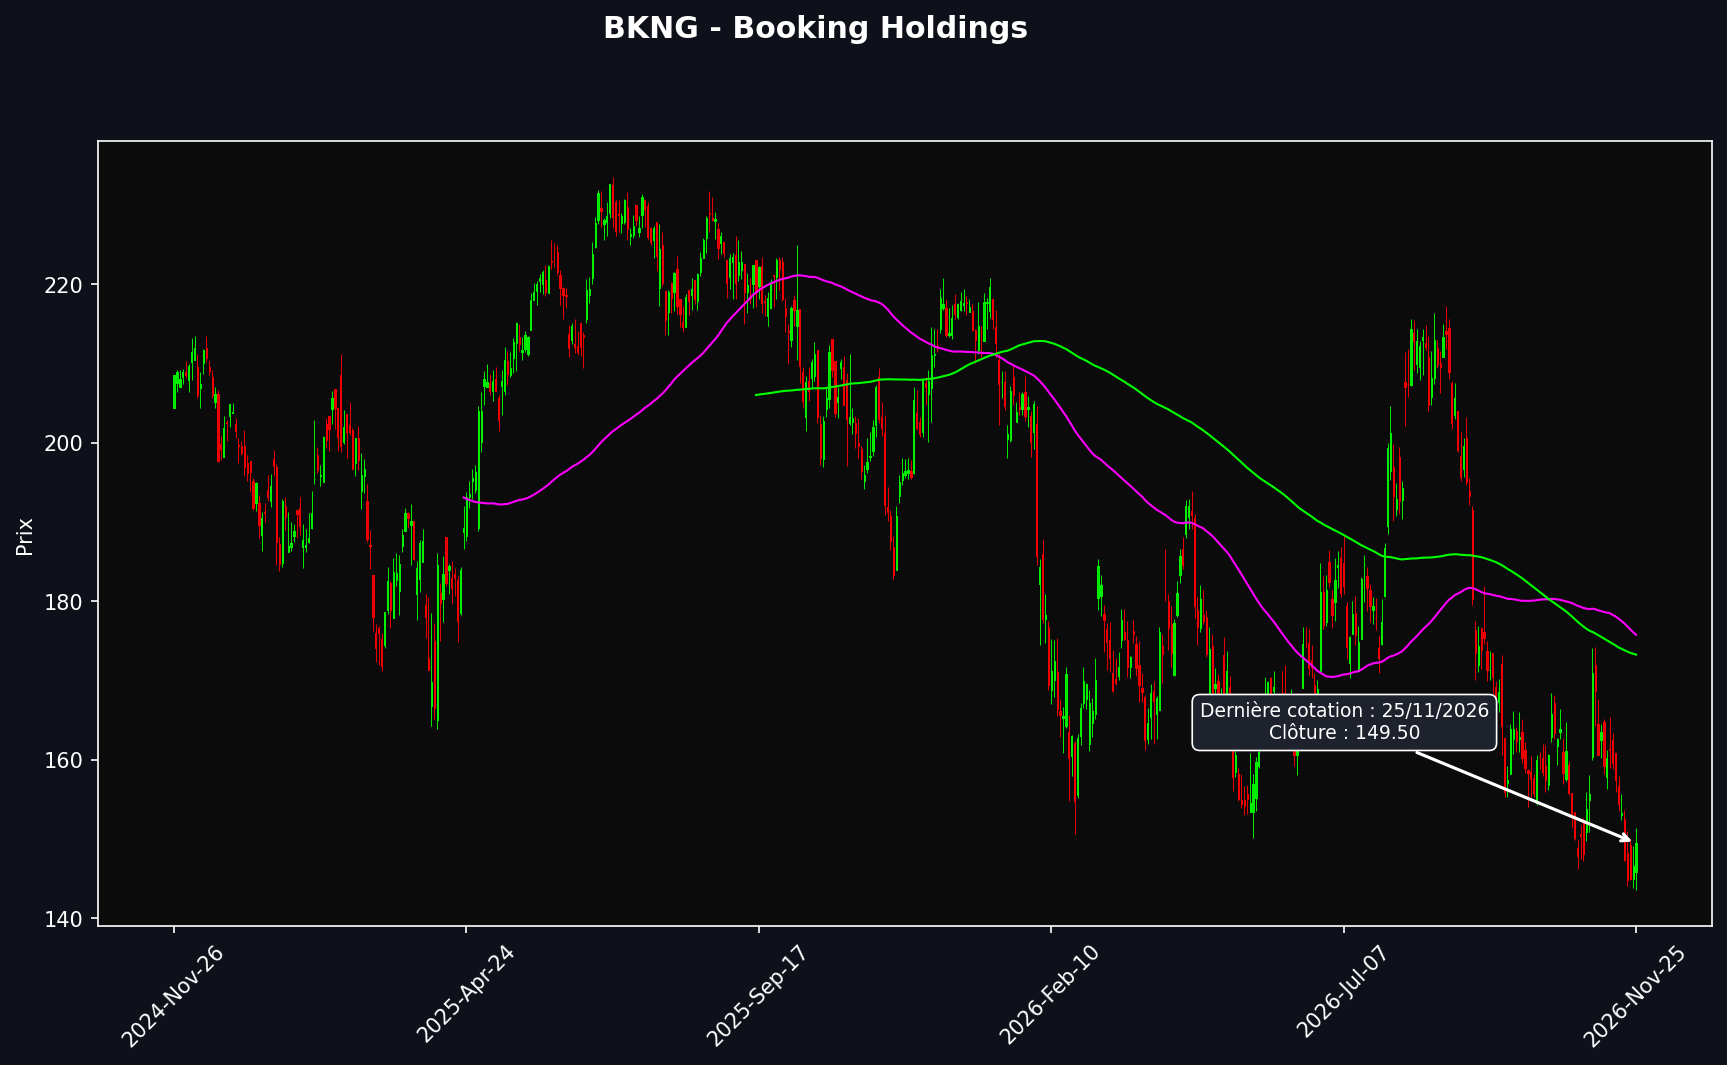 BKNG - Booking Holdings
Prix
220
200
180
160
140
Dernière cotation : 25/11/2026
Clôture : 149.50
2024-Nov-26
2025-Apr-24
2025-Sep-17
2026-Feb-10
2026-Jul-07
2026-Nov-25